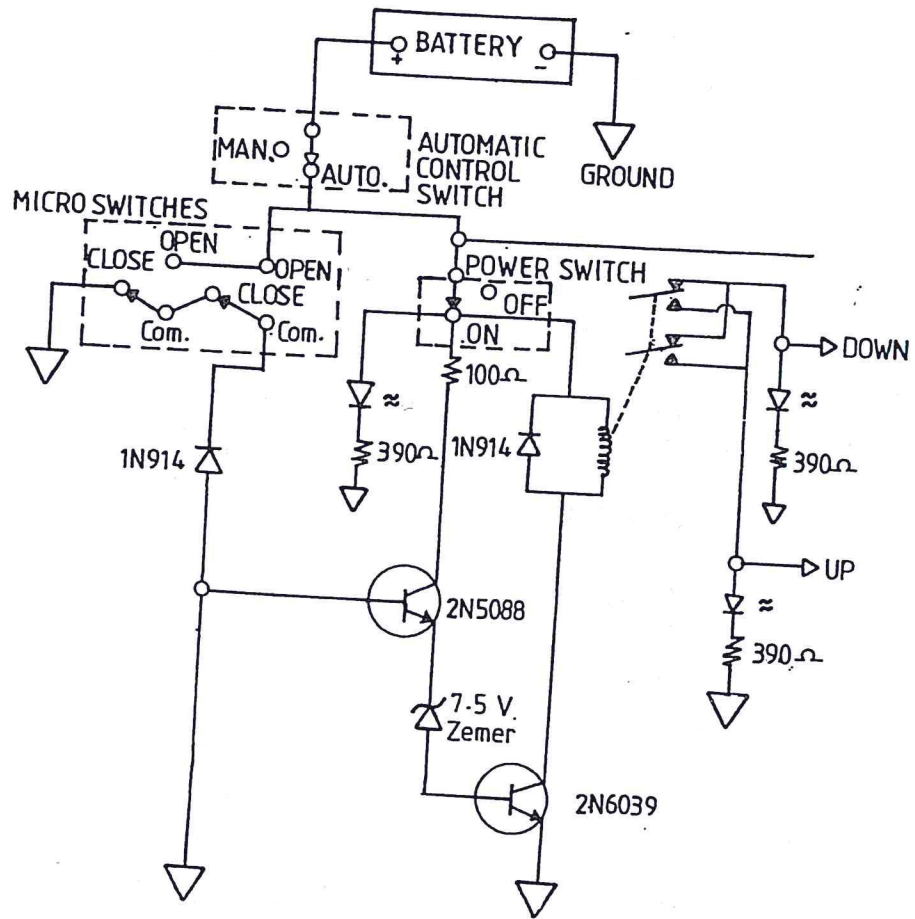 BATTERY
+
-
MAN.
AUTO.
AUTOMATIC
CONTROL
SWITCH
GROUND
MICRO SWITCHES
OPEN
OPEN
CLOSE
CLOSE
Com.
Com.
POWER SWITCH
OFF
ON
DOWN
100Ω
≈
390Ω
1N914
1N914
≈
390Ω
UP
≈
390Ω
2N5088
7.5 V.
Zemer
2N6039